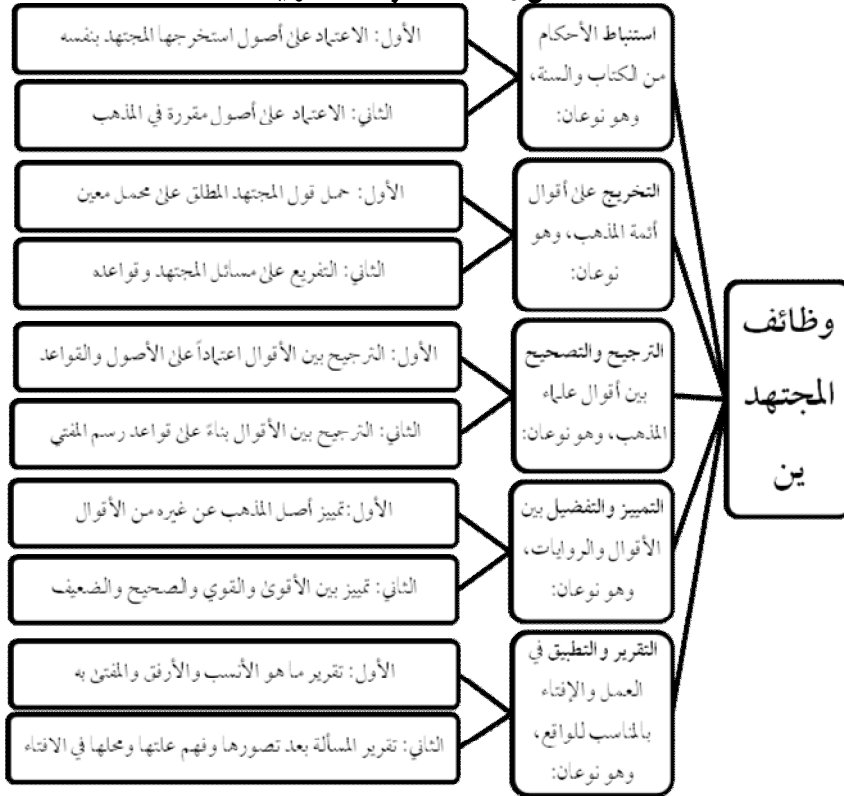 وظائف
المجتهد
ين
استنباط الأحكام
من الكتاب والسنة،
وهو نوعان:
الأول: الاعتماد على أصول استخرجها المجتهد بنفسه
الثاني: الاعتماد على أصول مقررة في المذهب
التخريج على أقوال
أئمة المذهب، وهو
نوعان:
الأول: حمل قول المجتهد المطلق على محمل معين
الثاني: التفريع على مسائل المجتهد وقواعده
الترجيح والتصحيح
بين أقوال علماء
المذهب، وهو نوعان:
الأول: الترجيح بين الأقوال اعتماداً على الأصول والقواعد
الثاني: الترجيح بين الأقوال بناءً على قواعد رسم المفتي
التمييز والتفضيل بين
الأقوال والروايات،
وهو نوعان:
الأول:تمييز أصل المذهب عن غيره من الأقوال
الثاني: تمييز بين الأقوى والقوي والصحيح والضعيف
التقرير والتطبيق في
العمل والإفتاء
بالمناسب للواقع،
وهو نوعان:
الأول: تقرير ما هو الأنسب والأرفق والمفتى به
الثاني: تقرير المسألة بعد تصورها وفهم علتها ومحلها في الافتاء